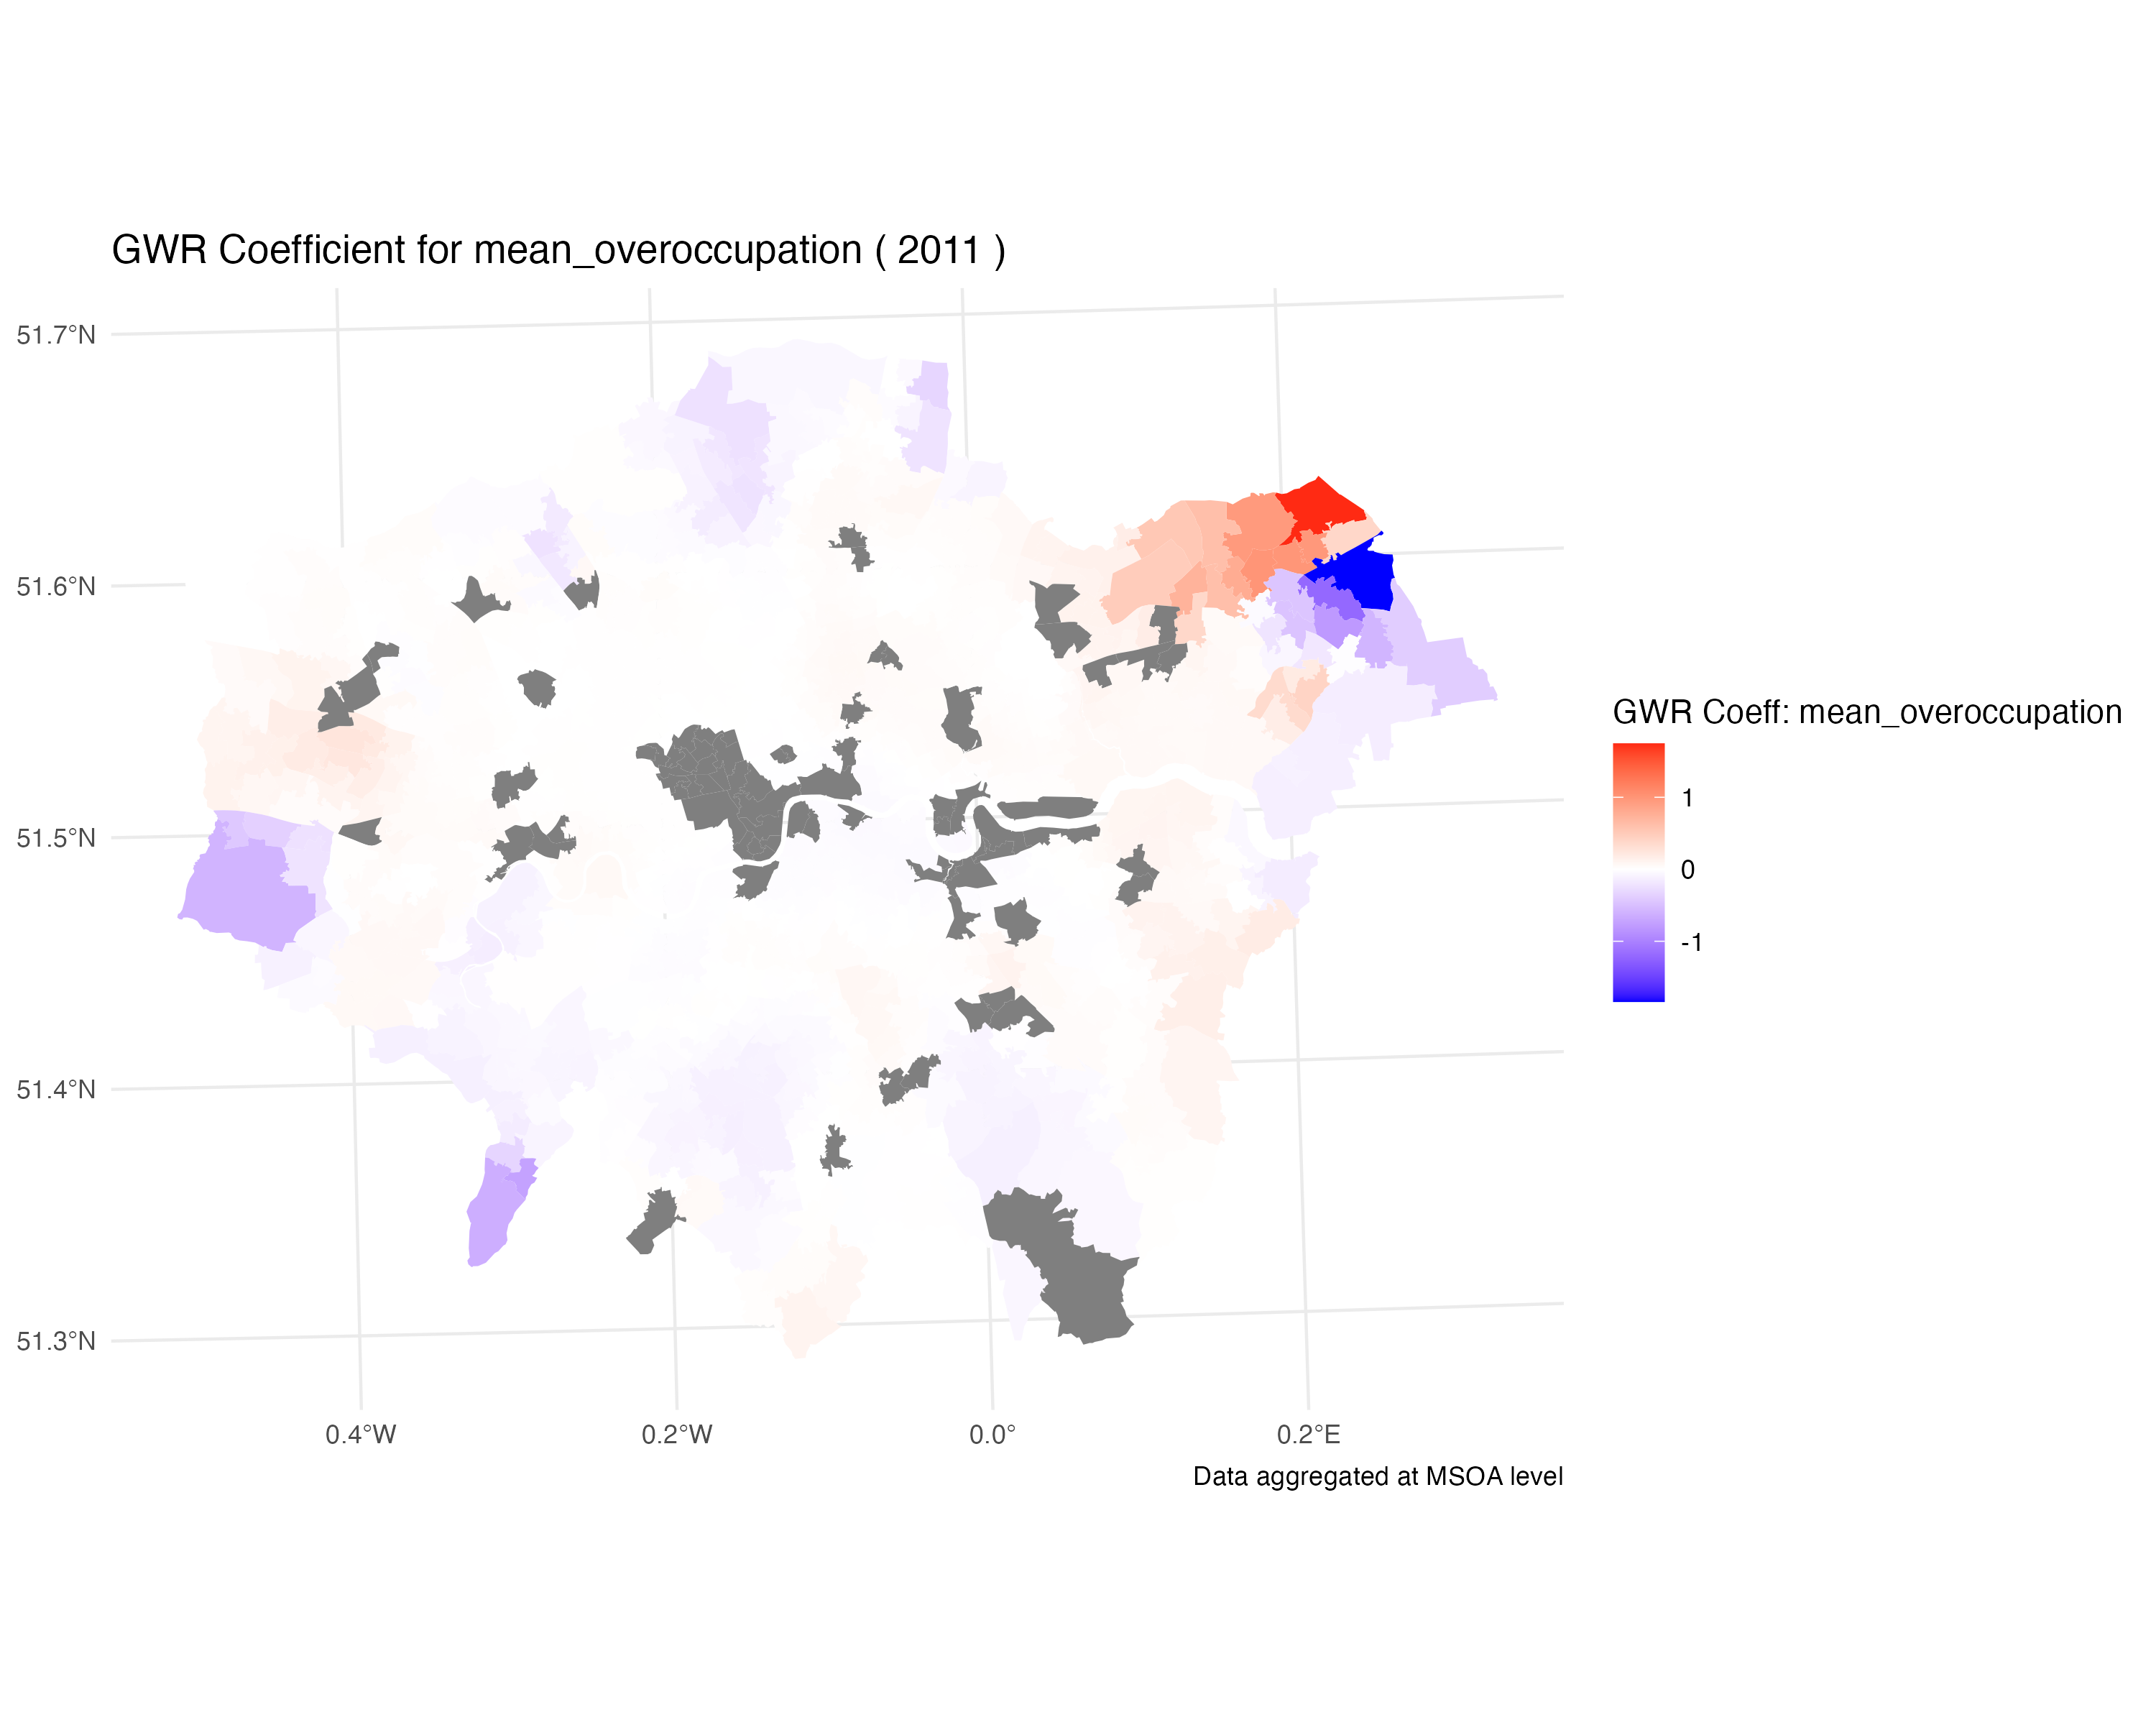 GWR Coefficient for mean_overoccupation ( 2011 )
51.7°N
51.6°N
51.5°N
51.4°N
51.3°N
0.4°W
0.2°W
0.0°
0.2°E
GWR Coeff: mean_overoccupation
1
0
-1
Data aggregated at MSOA level